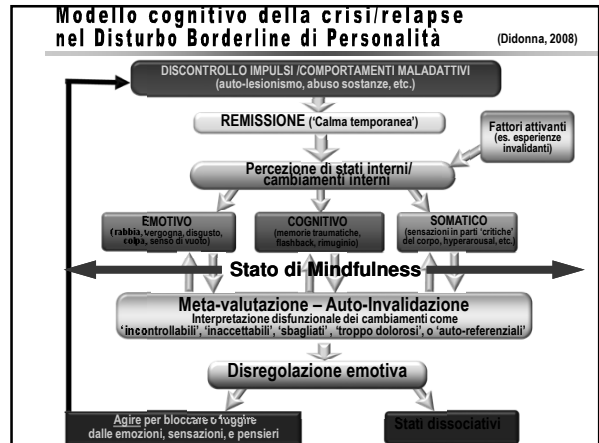 Modello cognitivo della crisi/relapse
nel Disturbo Borderline di Personalità
(Didonna, 2008)
DISCONTROLLO IMPULSI /COMPORTAMENTI MALADATTIVI
(auto-lesionismo, abuso sostanze, etc.)
REMISSIONE ('Calma temporanea')
Fattori attivanti
(es. esperienze
invalidanti)
Percezione di stati interni/
cambiamenti interni
EMOTIVO
(rabbia, vergogna, disgusto,
colpa, senso di vuoto)
COGNITIVO
(memorie traumatiche,
flashback, rimuginio)
SOMATICO
(sensazioni in parti 'critiche'
del corpo, hyperarousal, etc.)
Stato di Mindfulness
Meta-valutazione – Auto-Invalidazione
Interpretazione disfunzionale dei cambiamenti come
'incontrollabili', 'inaccettabili', 'sbagliati', 'troppo dolorosi', o 'auto-referenziali'
Disregolazione emotiva
Agire per bloccare o fuggire
dalle emozioni, sensazioni, e pensieri
Stati dissociativi